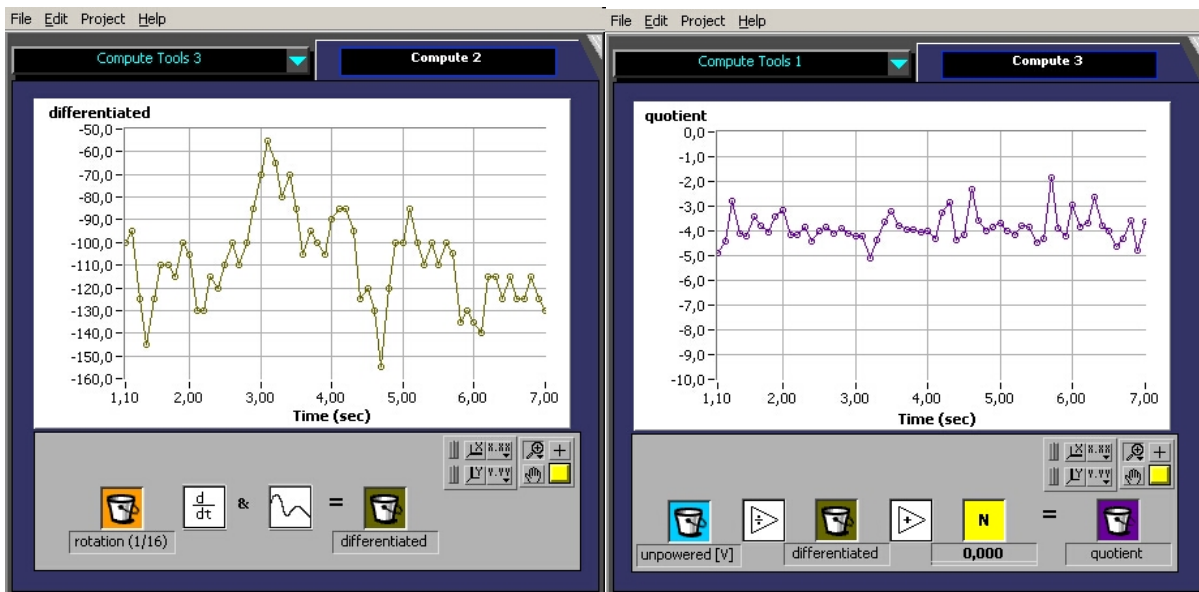 File Edit Project Help
Compute Tools 3
Compute 2
differentiated
-50,0
-60,0
-70,0
-80,0
-90,0
-100,0
-110,0
-120,0
-130,0
-140,0
-150,0
-160,0
1,10 2,00 3,00 4,00 5,00 6,00 7,00
Time (sec)
X X.XX
Y Y.YY
d
dt
& =
rotation (1/16)
differentiated
File Edit Project Help
Compute Tools 1
Compute 3
quotient
0,0
-1,0
-2,0
-3,0
-4,0
-5,0
-6,0
-7,0
-8,0
-9,0
-10,0
1,10 2,00 3,00 4,00 5,00 6,00 7,00
Time (sec)
X X.XX
Y Y.YY
÷ + N =
unpowered [V] differentiated 0,000 quotient